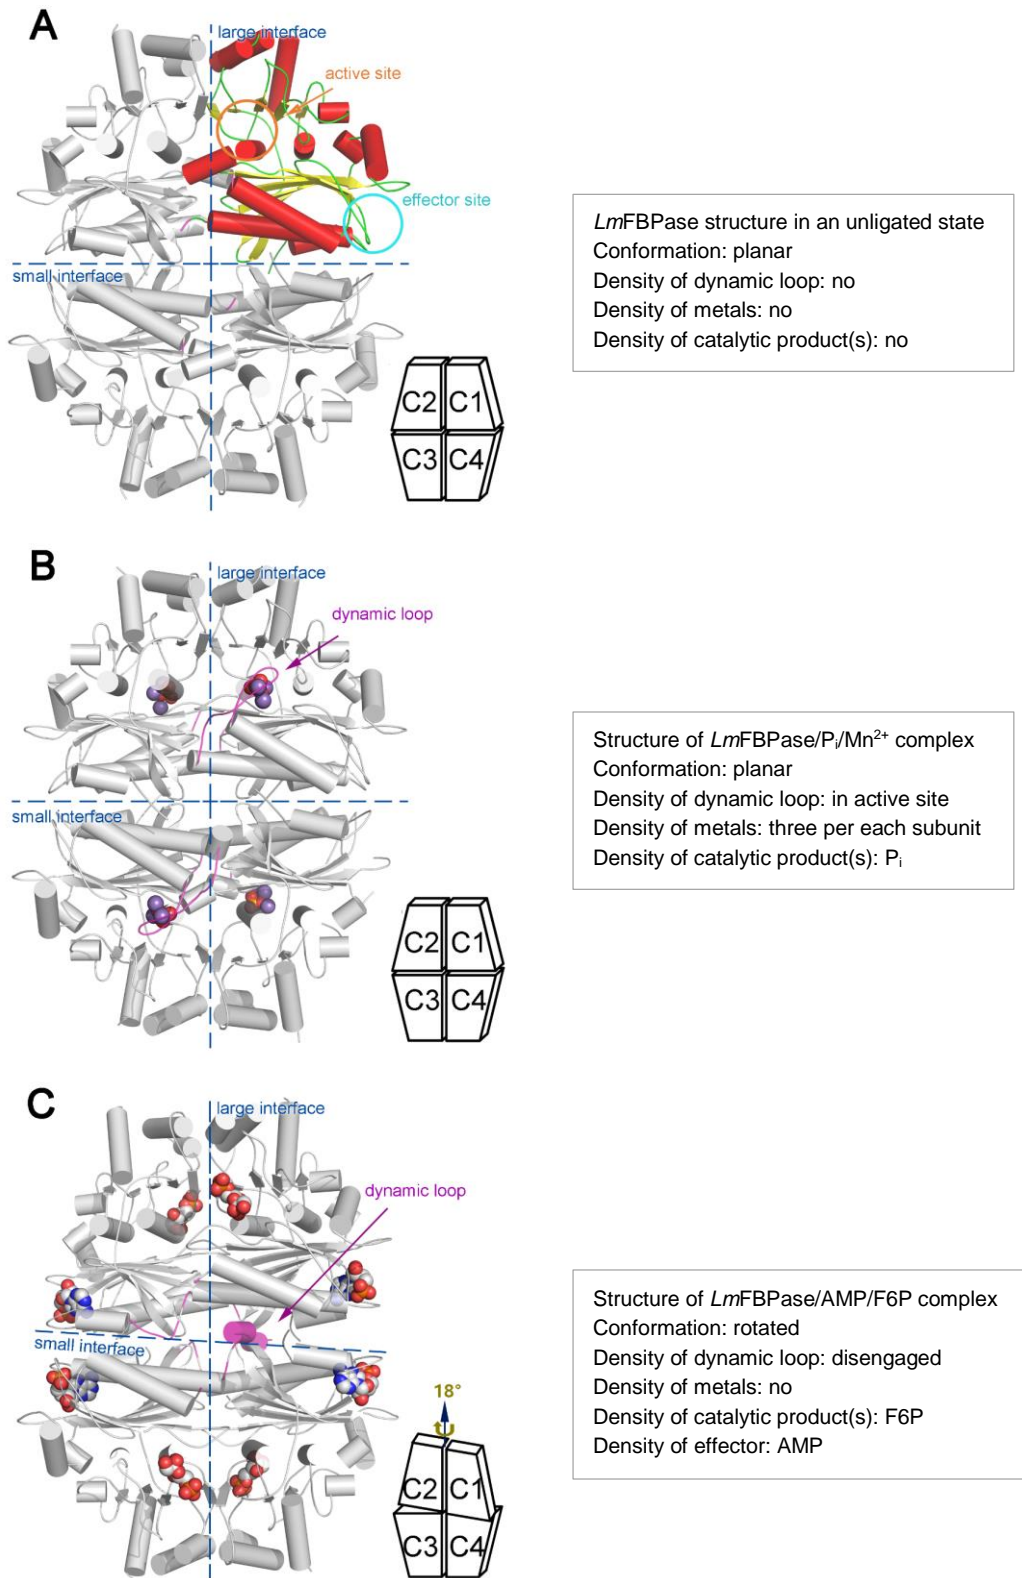 A
large interface
active site
effector site
small interface
C2 C1
C3 C4
LmFBPase structure in an unligated state
Conformation: planar
Density of dynamic loop: no
Density of metals: no
Density of catalytic product(s): no
B
large interface
dynamic loop
small interface
C2 C1
C3 C4
Structure of LmFBPase/Pi/Mn²⁺ complex
Conformation: planar
Density of dynamic loop: in active site
Density of metals: three per each subunit
Density of catalytic product(s): Pi
C
large interface
dynamic loop
small interface
18°
C2 C1
C3 C4
Structure of LmFBPase/AMP/F6P complex
Conformation: rotated
Density of dynamic loop: disengaged
Density of metals: no
Density of catalytic product(s): F6P
Density of effector: AMP